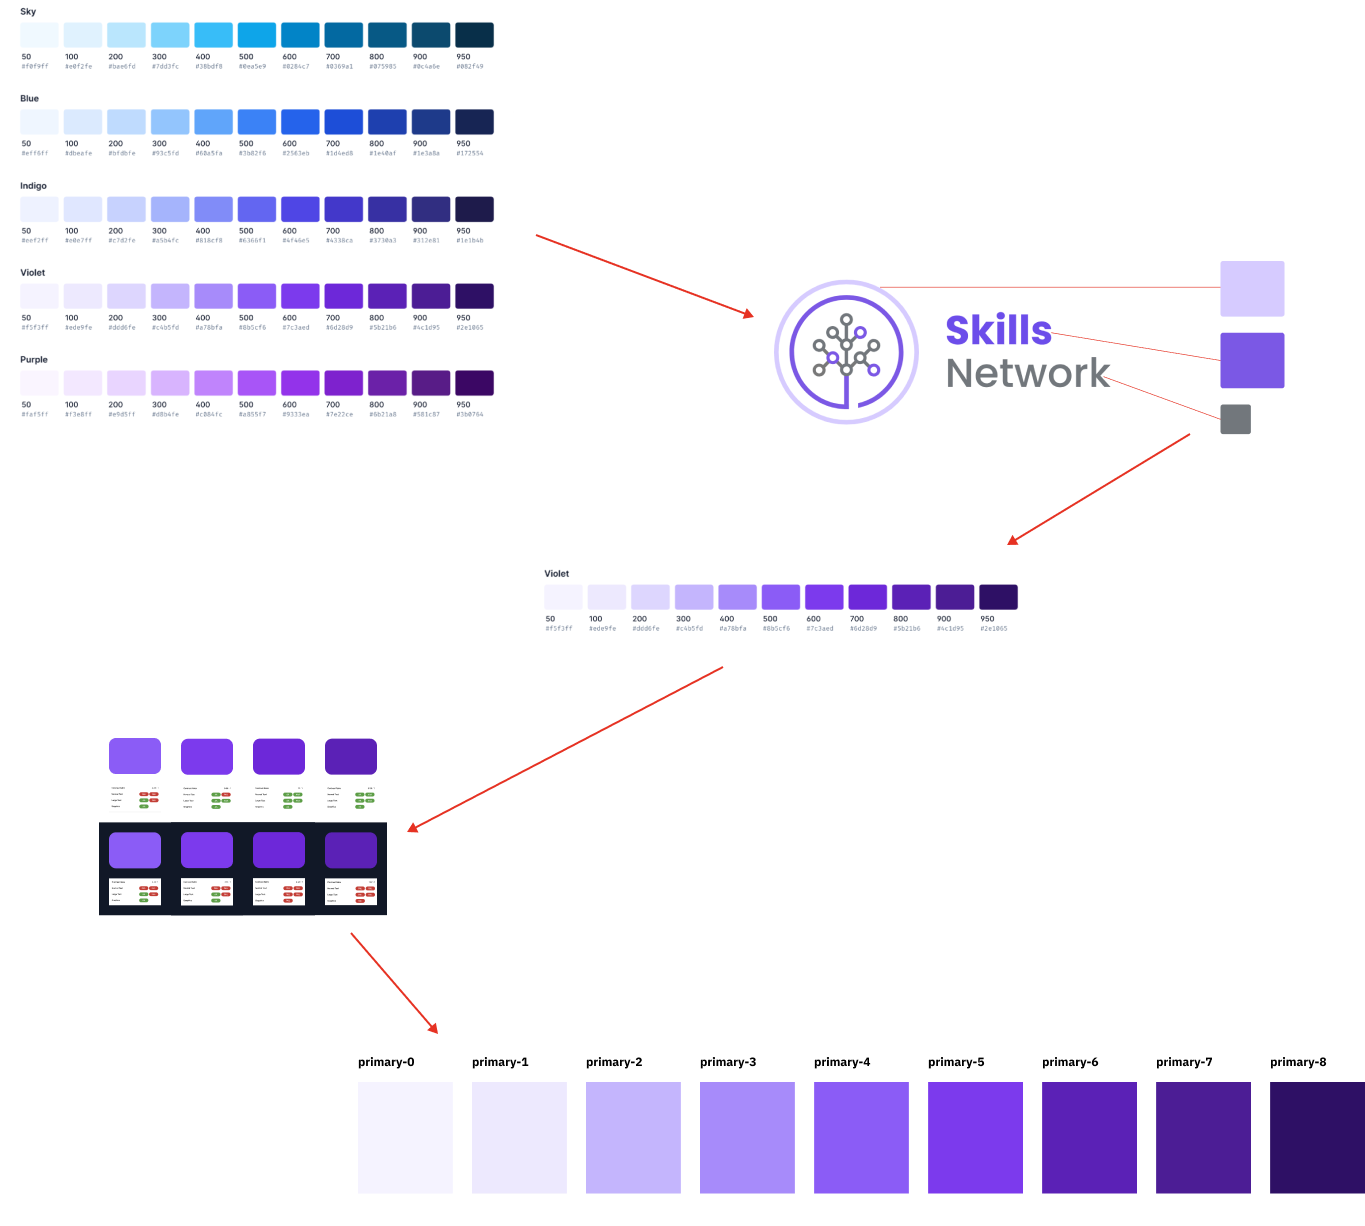 Sky
50 100 200 300 400 500 600 700 800 900 950
#f0f9ff #e0f2fe #bae6fd #7dd3fc #38bdf8 #0ea5e9 #0284c7 #0369a1 #075985 #0c4a6e #082f49
Blue
50 100 200 300 400 500 600 700 800 900 950
#eff6ff #dbeafe #bfdbfe #93c5fd #60a5fa #3b82f6 #2563eb #1d4ed8 #1e40af #1e3a8a #172554
Indigo
50 100 200 300 400 500 600 700 800 900 950
#eef2ff #e0e7ff #c7d2fe #a5b4fc #818cf8 #6366f1 #4f46e5 #4338ca #3730a3 #312e81 #1e1b4b
Violet
50 100 200 300 400 500 600 700 800 900 950
#f5f3ff #ede9fe #ddd6fe #c4b5fd #a78bfa #8b5cf6 #7c3aed #6d28d9 #5b21b6 #4c1d95 #2e1065
Purple
50 100 200 300 400 500 600 700 800 900 950
#faf5ff #f3e8ff #e9d5ff #d8b4fe #c084fc #a855f7 #9333ea #7e22ce #6b21a8 #581c87 #3b0764
Skills
Network
Violet
50 100 200 300 400 500 600 700 800 900 950
#f5f3ff #ede9fe #ddd6fe #c4b5fd #a78bfa #8b5cf6 #7c3aed #6d28d9 #5b21b6 #4c1d95 #2e1065
primary-0 primary-1 primary-2 primary-3 primary-4 primary-5 primary-6 primary-7 primary-8